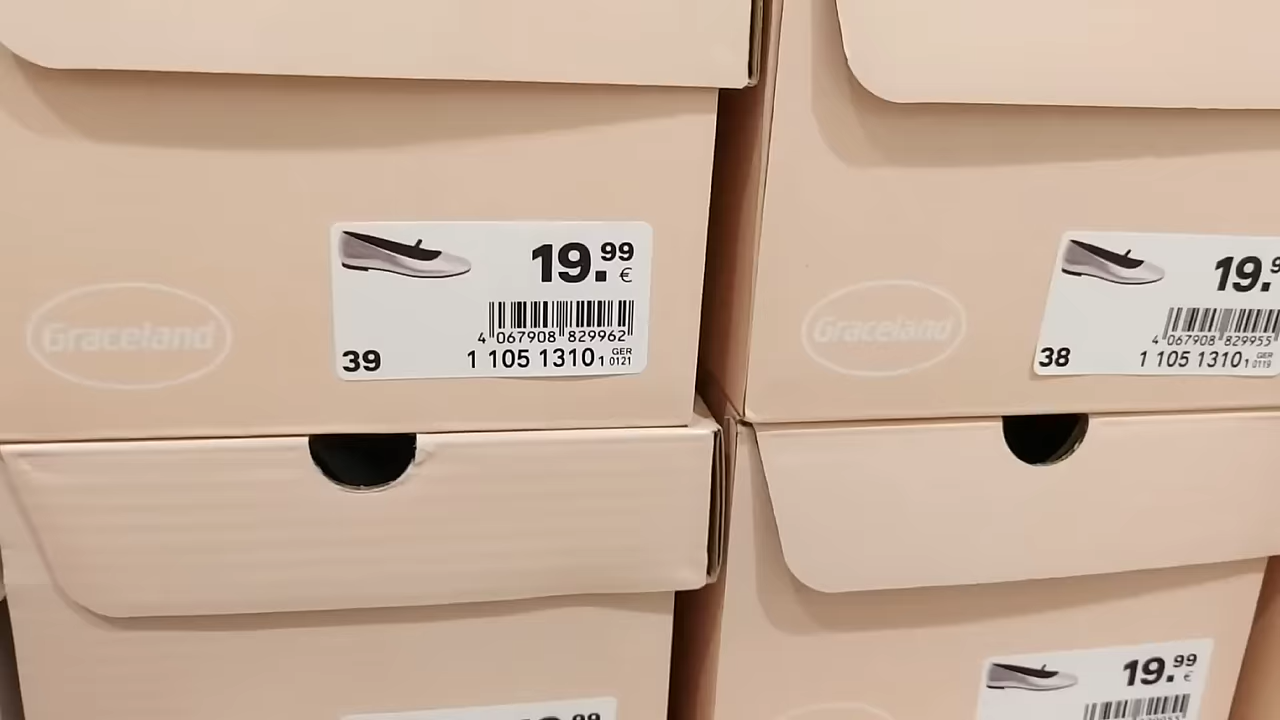 Graceland
19.99
€
4 067908 829962
39
1 105 1310 1 GER 0121
Graceland
19.9
4 067908 829955
38
1 105 1310 1 GER 0119
19.99
€